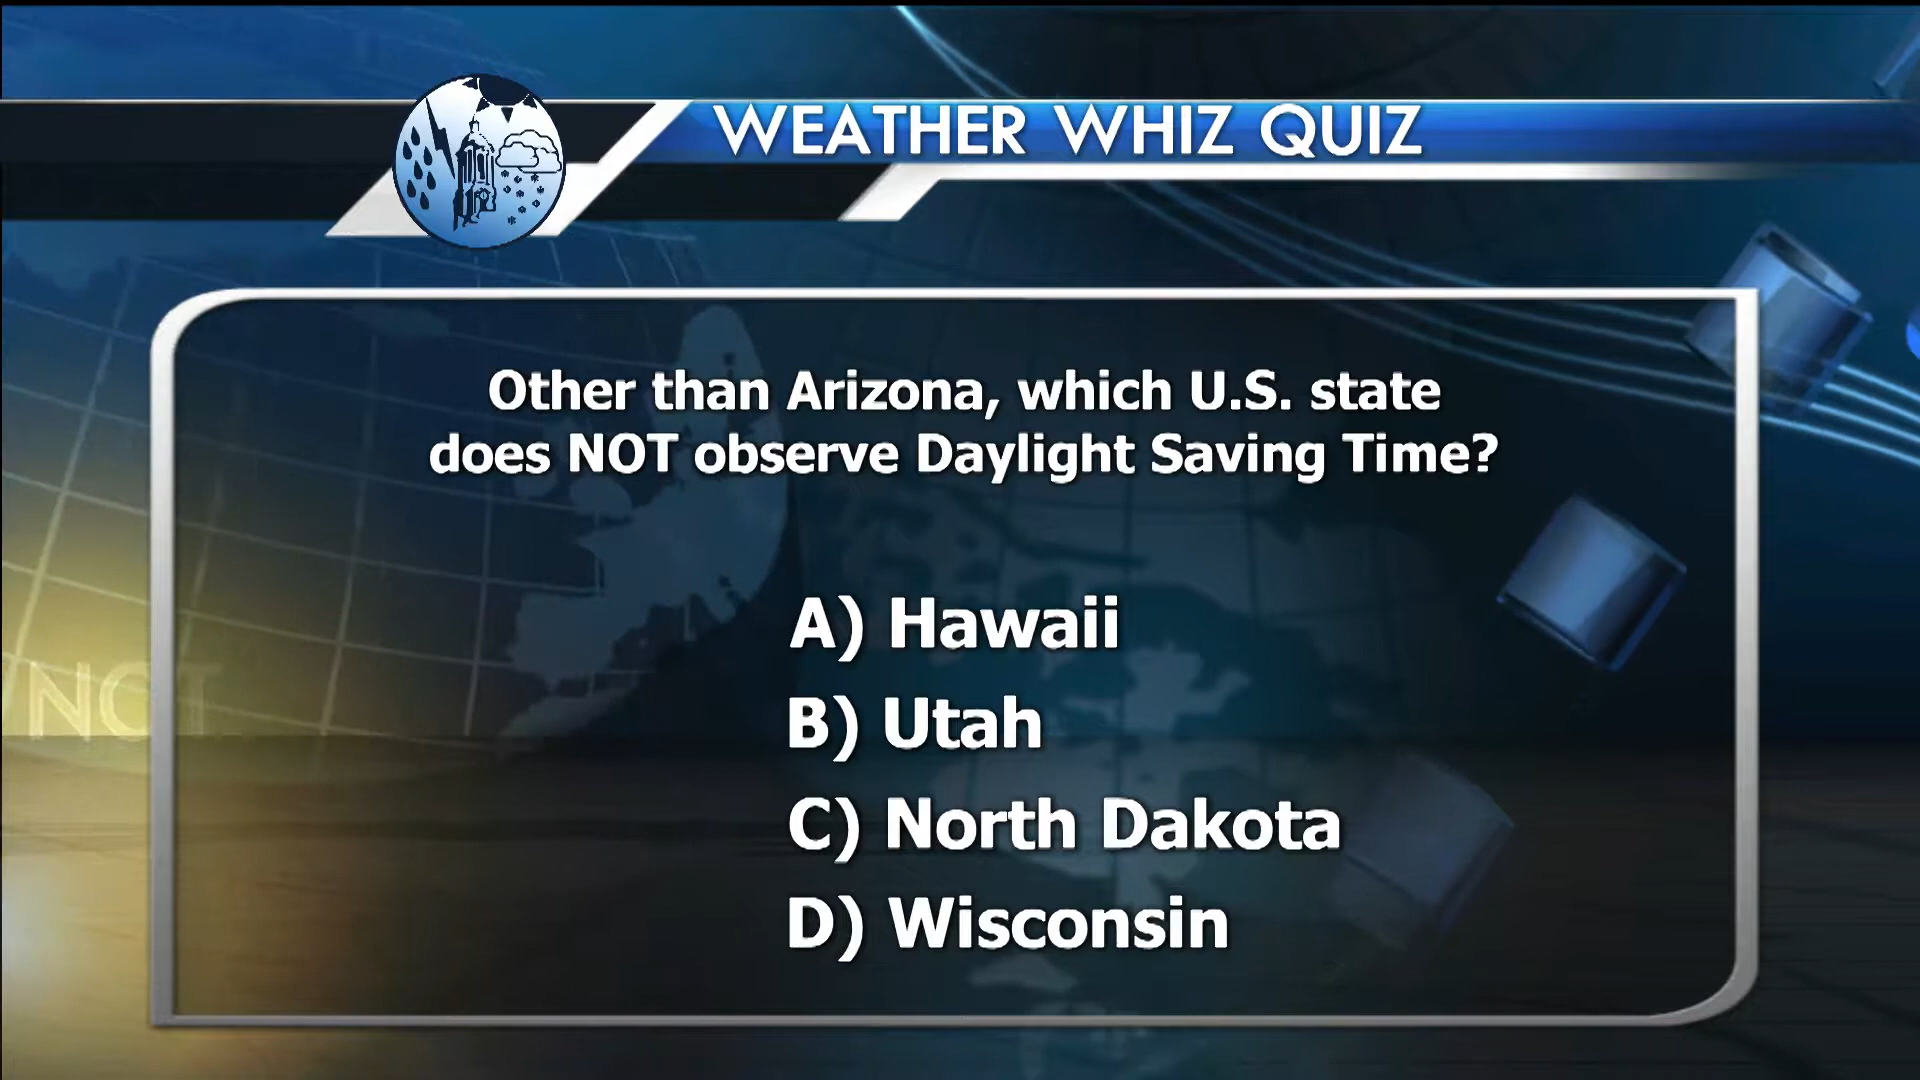 WEATHER WHIZ QUIZ
Other than Arizona, which U.S. state
does NOT observe Daylight Saving Time?
A) Hawaii
B) Utah
C) North Dakota
D) Wisconsin